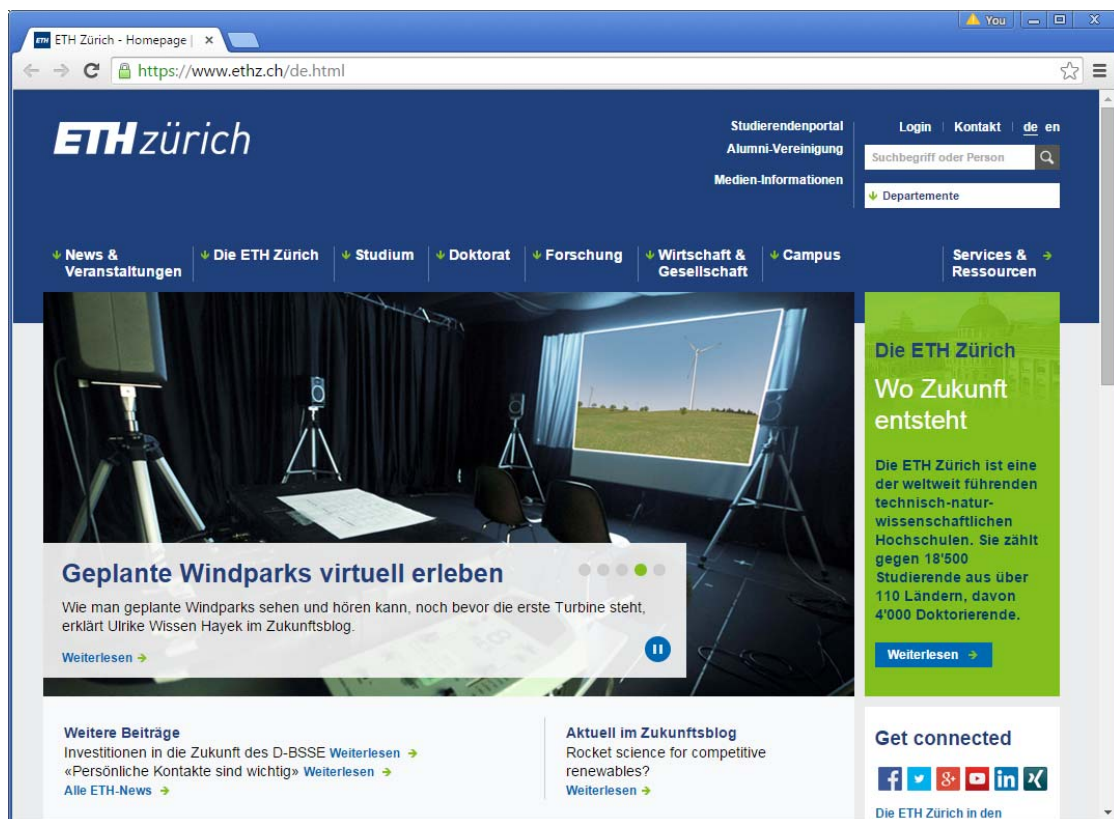 You
ETH Zürich - Homepage |
https://www.ethz.ch/de.html
ETH zürich
Studierendenportal
Alumni-Vereinigung
Medien-Informationen
Login | Kontakt | de en
Suchbegriff oder Person
Departemente
News &
Veranstaltungen
Die ETH Zürich
Studium
Doktorat
Forschung
Wirtschaft &
Gesellschaft
Campus
Services &
Ressourcen
Geplante Windparks virtuell erleben
Wie man geplante Windparks sehen und hören kann, noch bevor die erste Turbine steht,
erklärt Ulrike Wissen Hayek im Zukunftsblog.
Weiterlesen
Die ETH Zürich
Wo Zukunft
entsteht
Die ETH Zürich ist eine
der weltweit führenden
technisch-natur-
wissenschaftlichen
Hochschulen. Sie zählt
gegen 18'500
Studierende aus über
110 Ländern, davon
4'000 Doktorierende.
Weiterlesen
Weitere Beiträge
Investitionen in die Zukunft des D-BSSE Weiterlesen
«Persönliche Kontakte sind wichtig» Weiterlesen
Alle ETH-News
Aktuell im Zukunftsblog
Rocket science for competitive
renewables?
Weiterlesen
Get connected
Die ETH Zürich in den